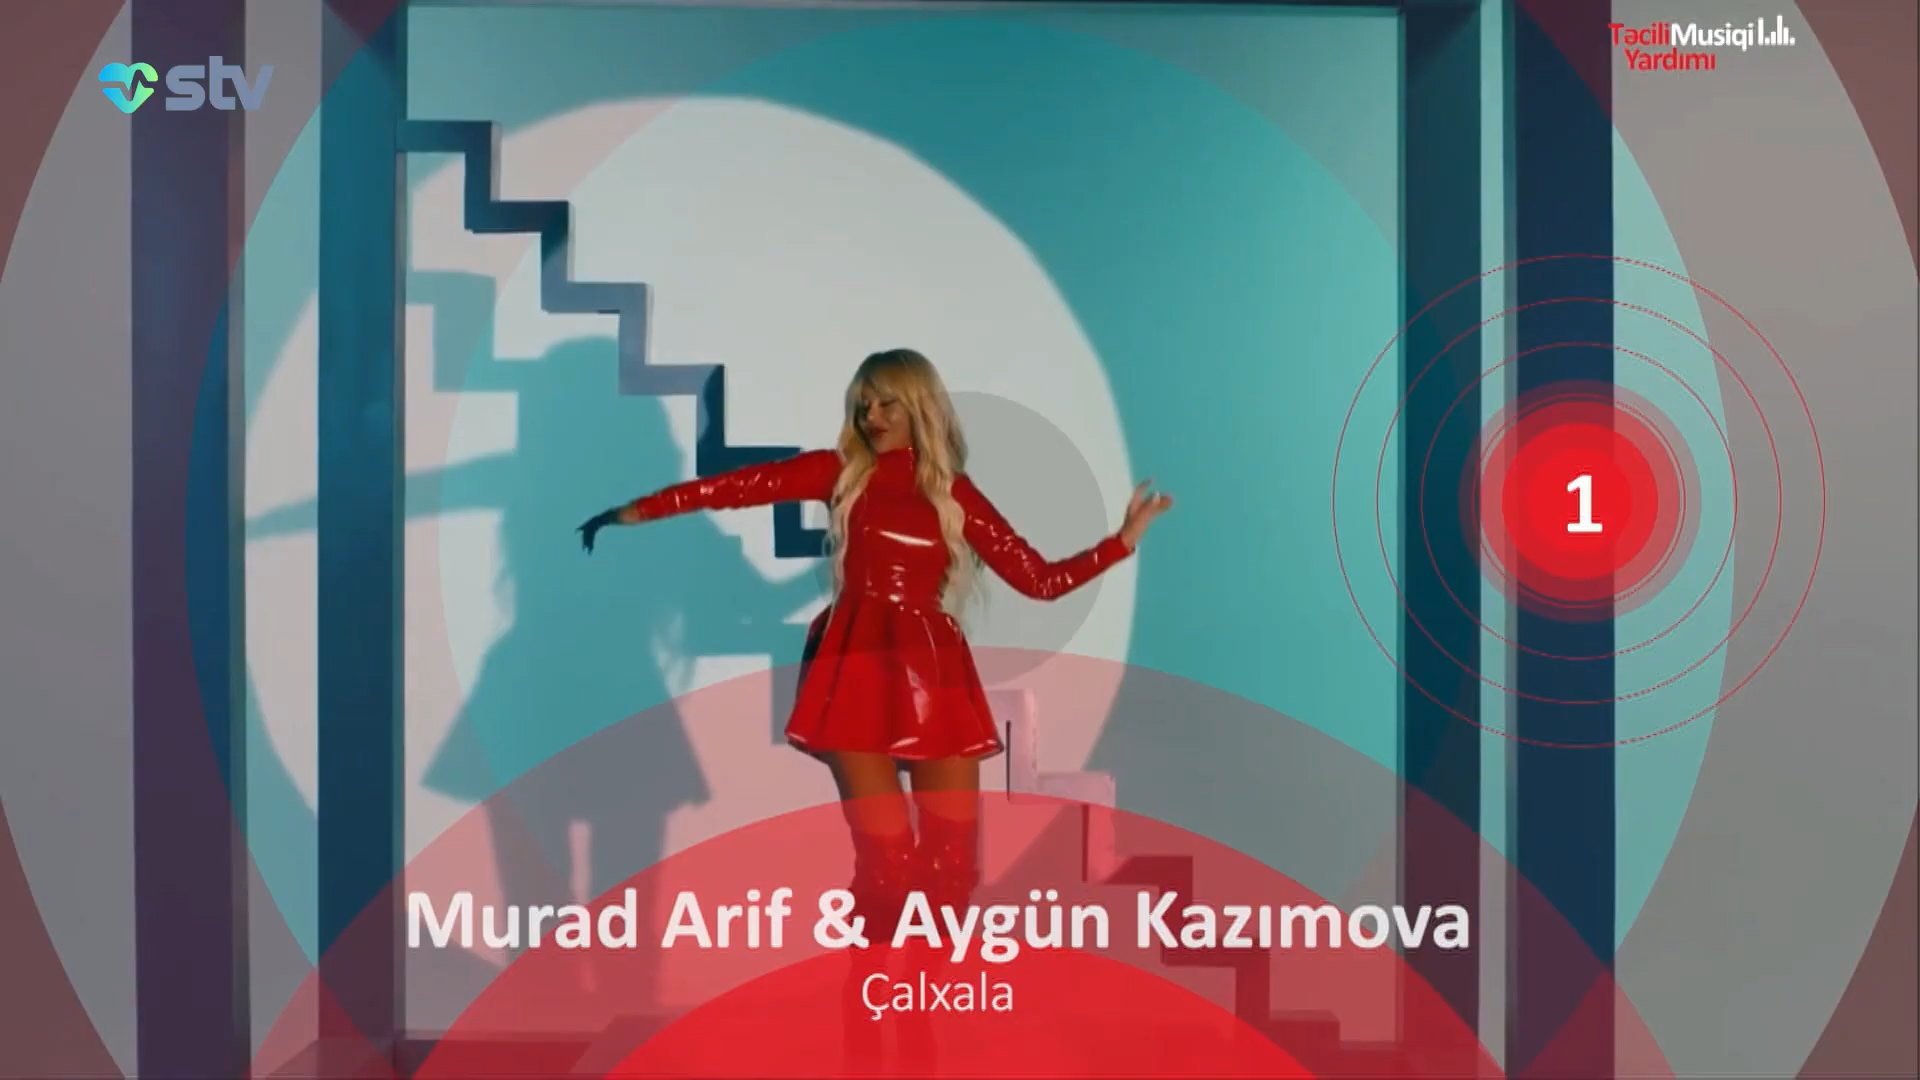 stv
TəciliMusiqi
Yardımı
1
Murad Arif & Aygün Kazımova
Çalxala